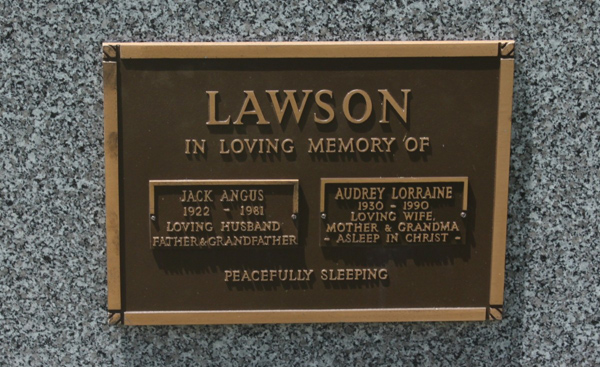 LAWSON
IN LOVING MEMORY OF
JACK ANGUS
1922 - 1981
LOVING HUSBAND
FATHER & GRANDFATHER
AUDREY LORRAINE
1930 - 1990
LOVING WIFE,
MOTHER & GRANDMA
- ASLEEP IN CHRIST -
PEACEFULLY SLEEPING